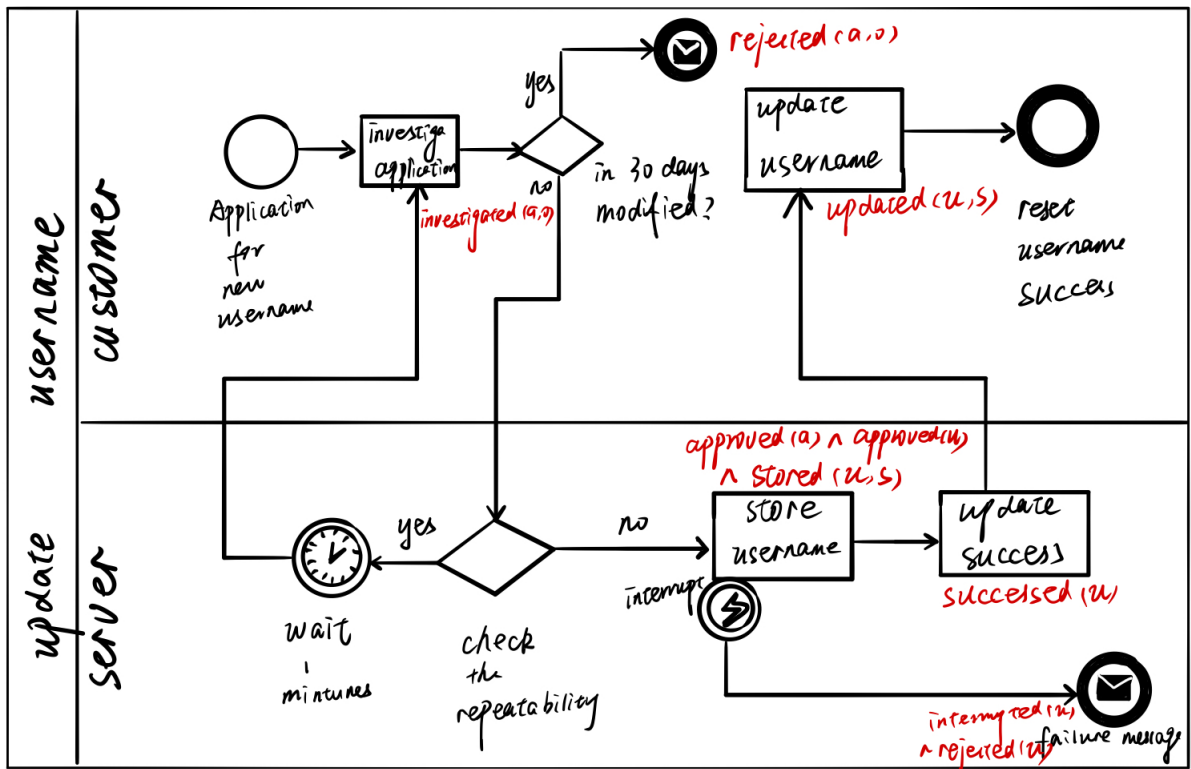 update username
customer
server
Application
for
new
username
investiga
application
investigated(a,o)
yes
no
in 30 days
modified?
rejected(a,o)
update
username
updated(u,s)
reset
username
success
yes
wait
mintunes
check
the
repeatability
no
approved(a) ∧ approved(u)
∧ stored(u,s)
store
username
interrupt
update
success
successed(u)
interrupted(u)
∧ rejected(u)
failure message